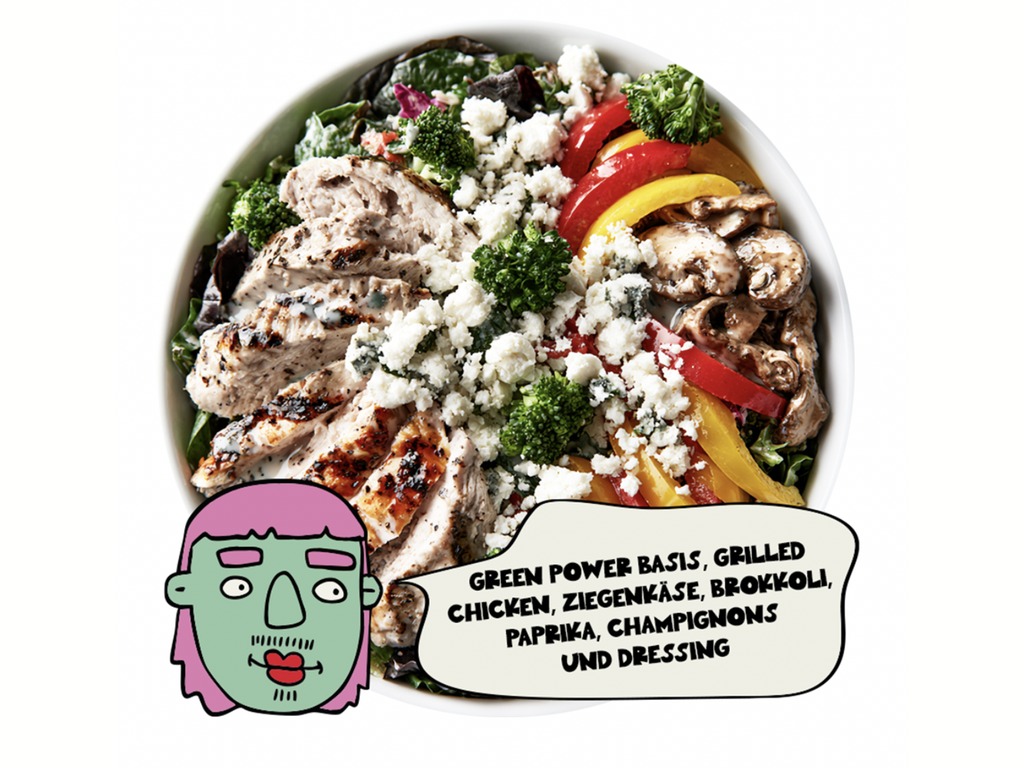 GREEN POWER BASIS, GRILLED
CHICKEN, ZIEGENKÄSE, BROKKOLI,
PAPRIKA, CHAMPIGNONS
UND DRESSING